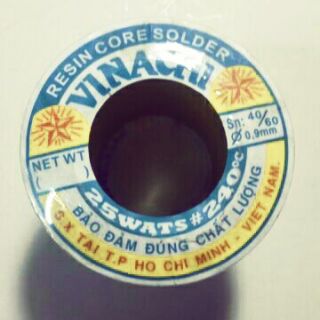 RESIN CORE SOLDER
VINACHI
Sn: 40/60
Ø 0,9mm
NET WT
( )
25WATS#240°C
BẢO ĐẢM ĐÚNG CHẤT LƯỢNG
S.X TẠI T.P HO CHI MINH - VIET NAM.